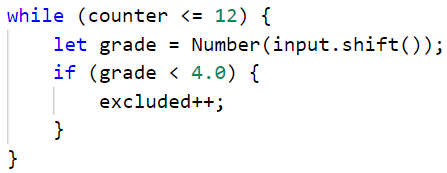 while (counter <= 12) {
    let grade = Number(input.shift());
    if (grade < 4.0) {
        excluded++;
    }
}